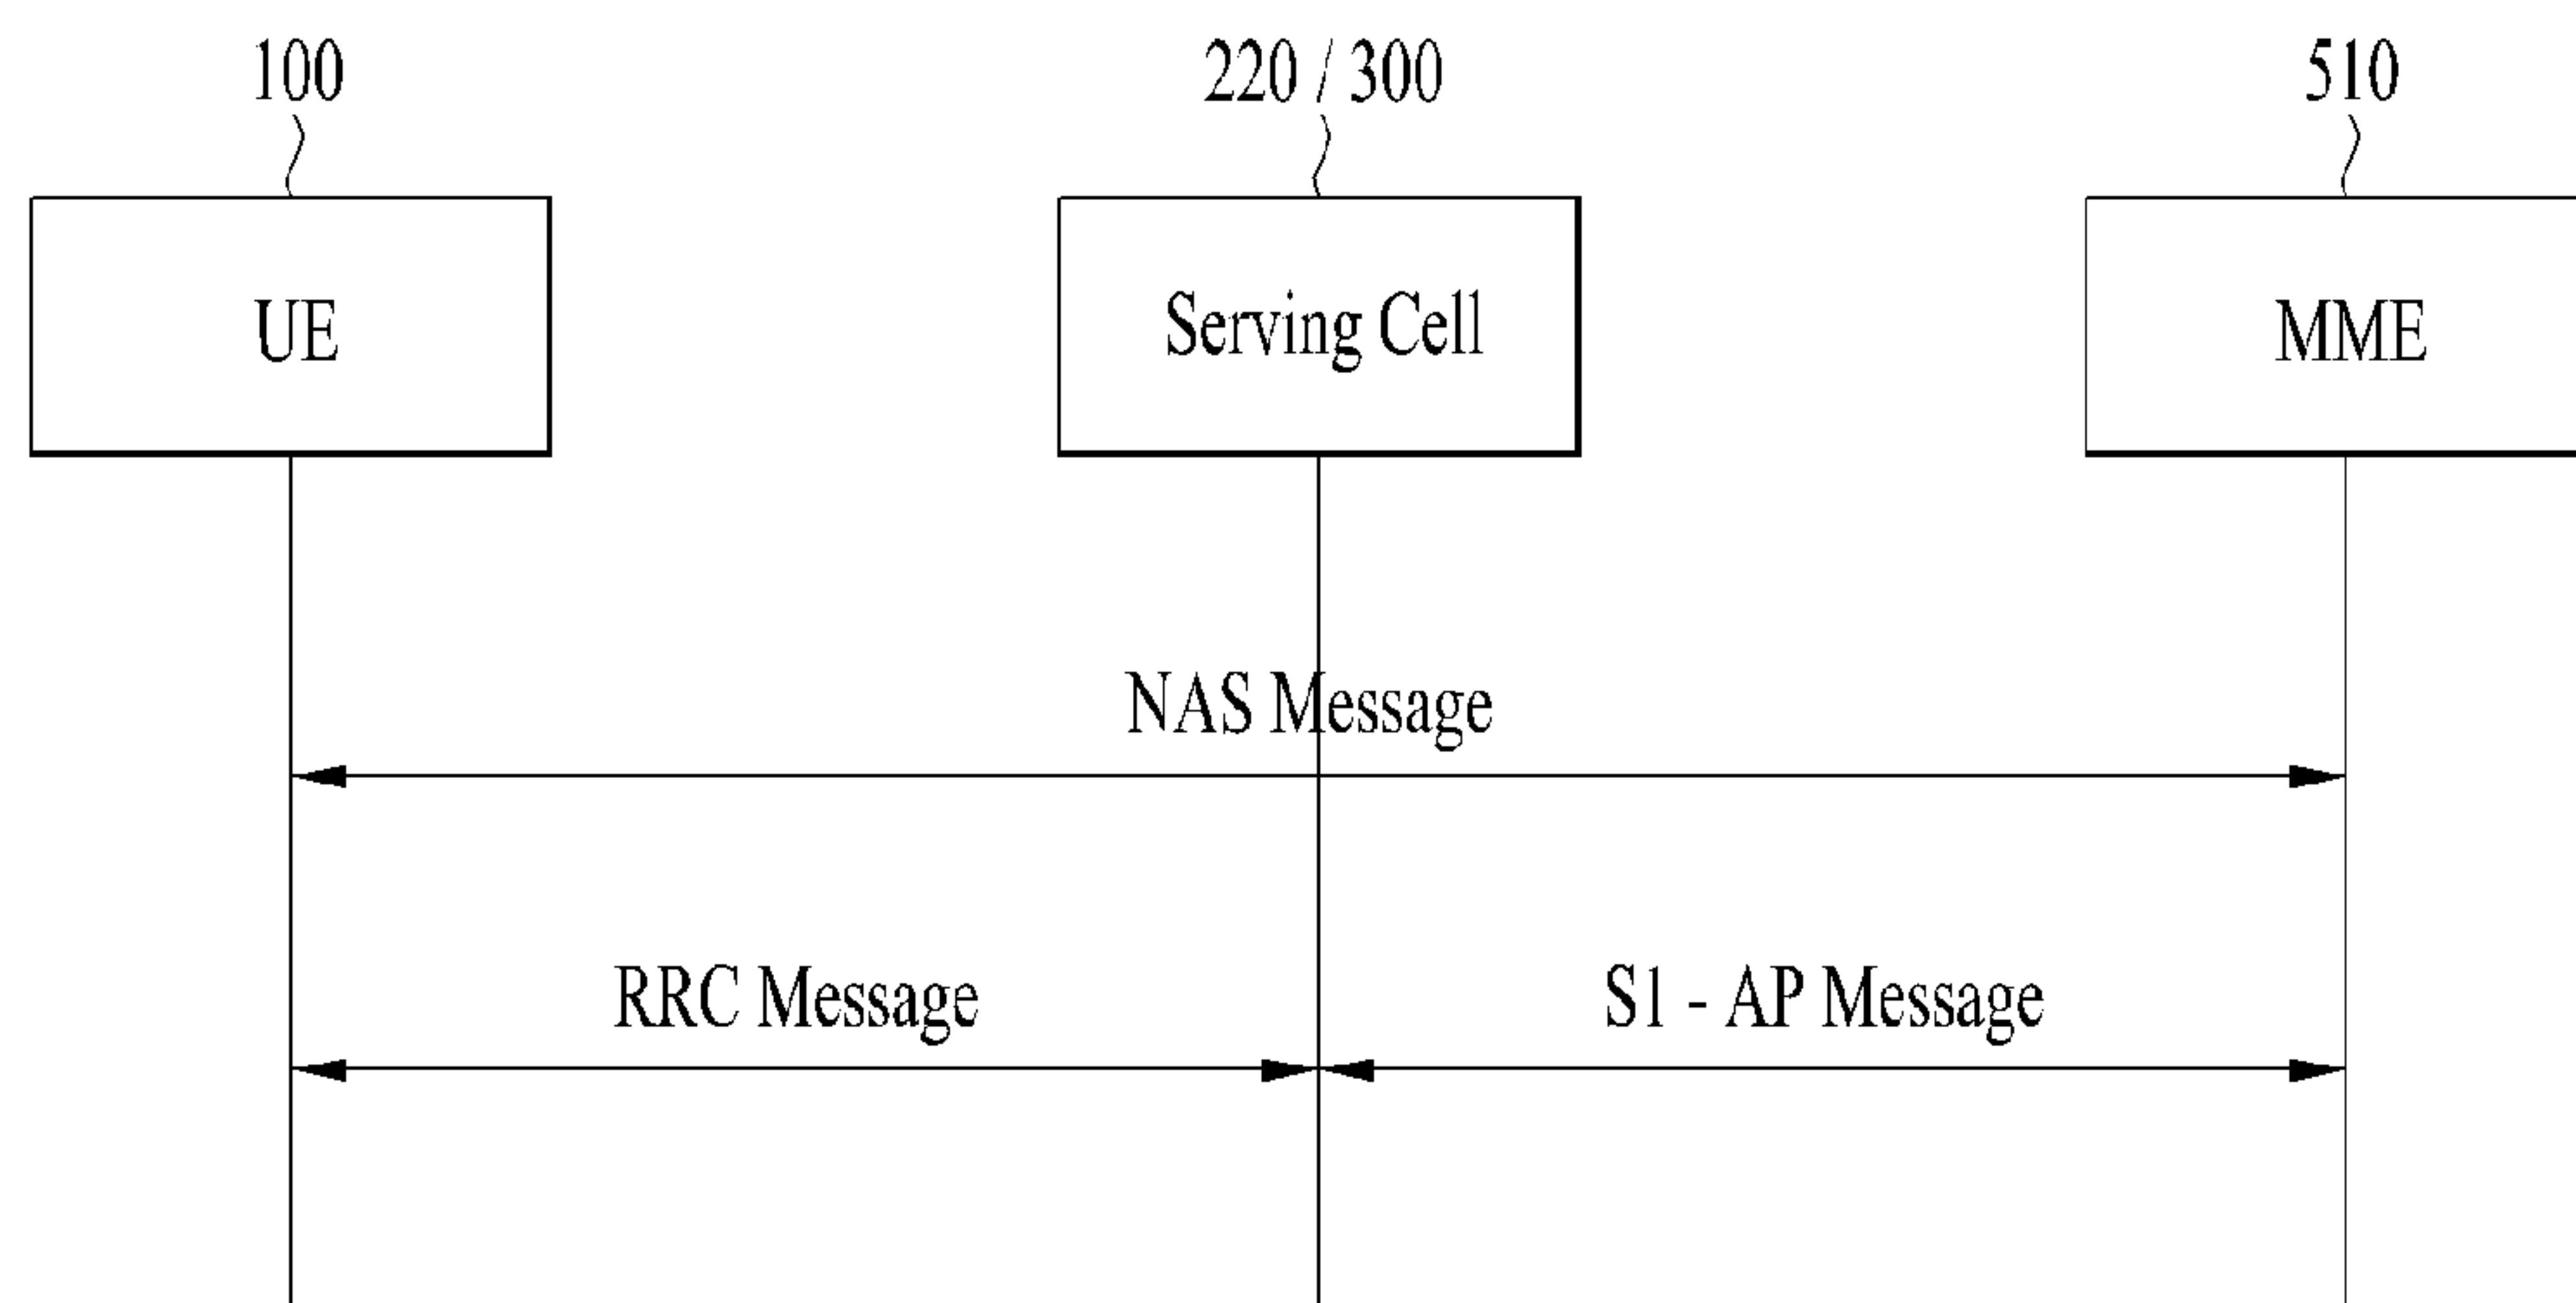 100
220 / 300
510
UE
Serving Cell
MME
NAS Message
RRC Message
S1 - AP Message